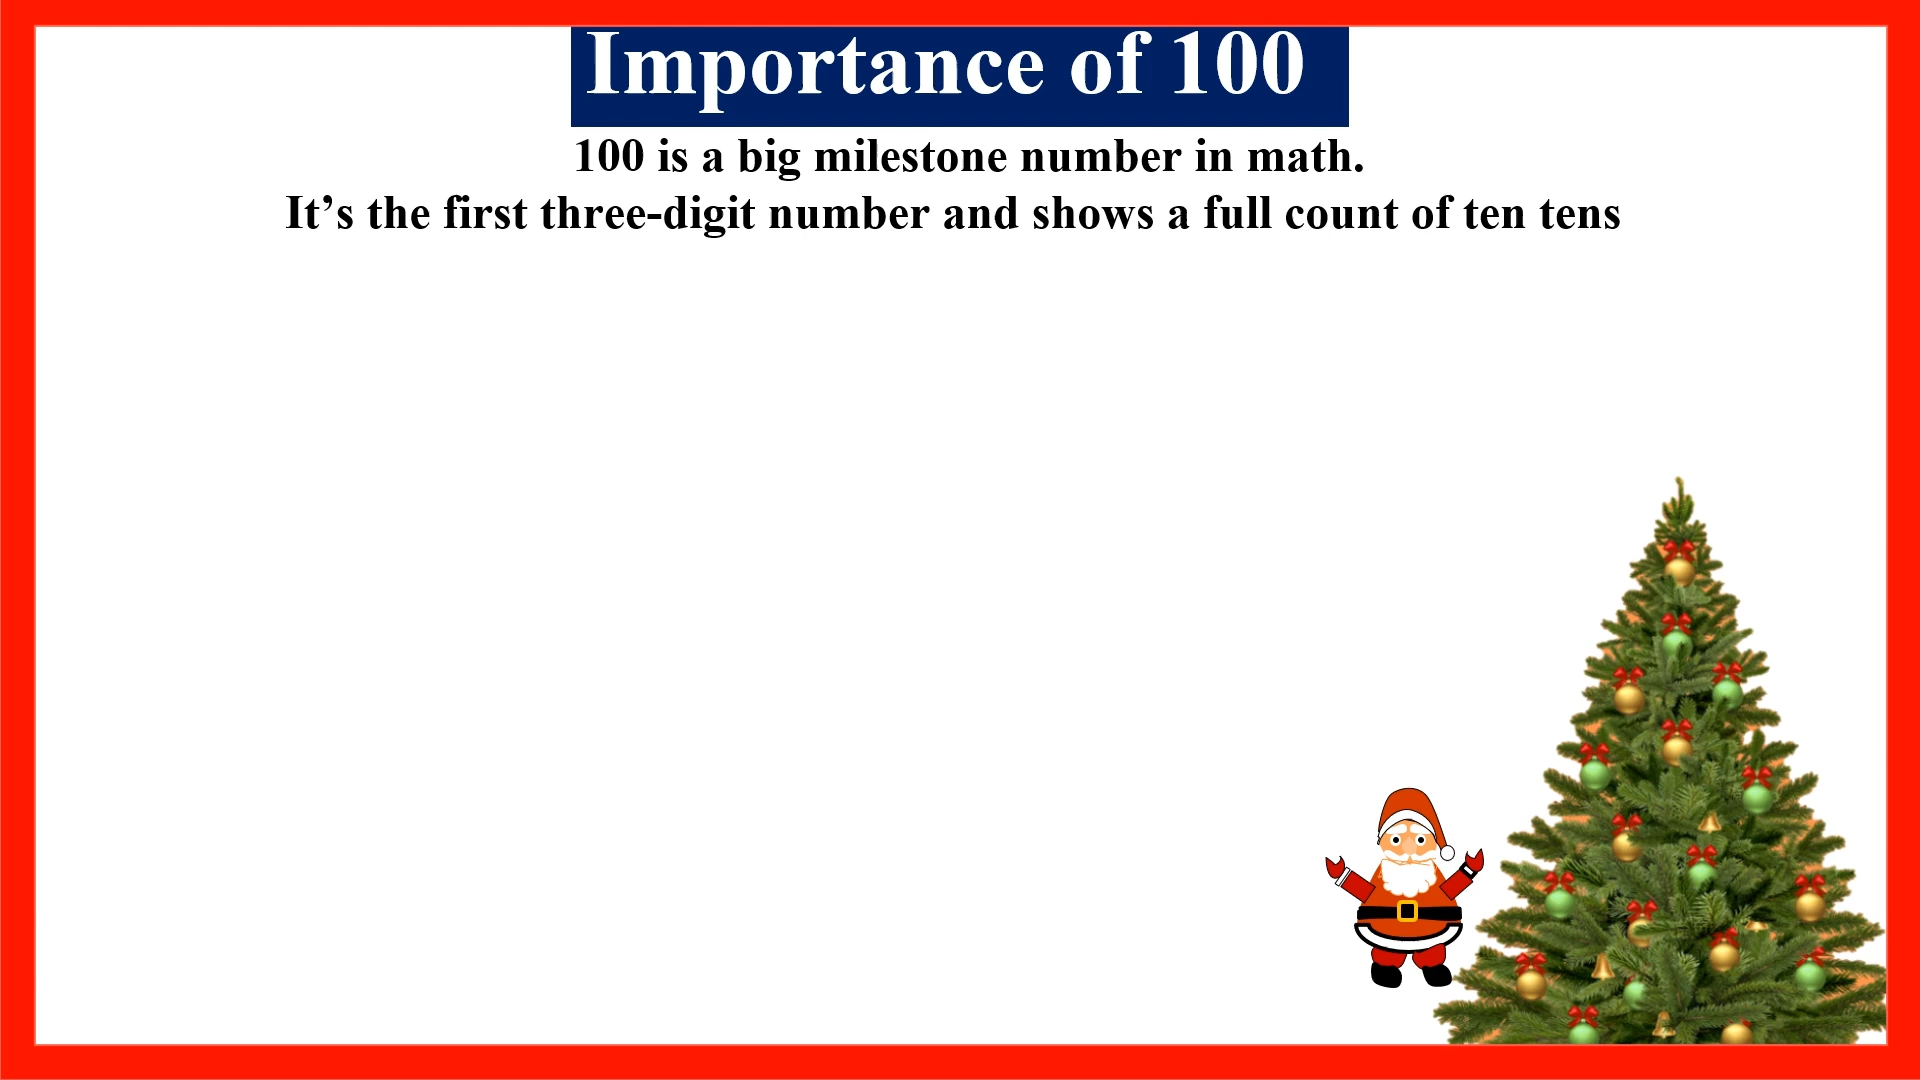 Importance of 100
100 is a big milestone number in math.
It’s the first three-digit number and shows a full count of ten tens